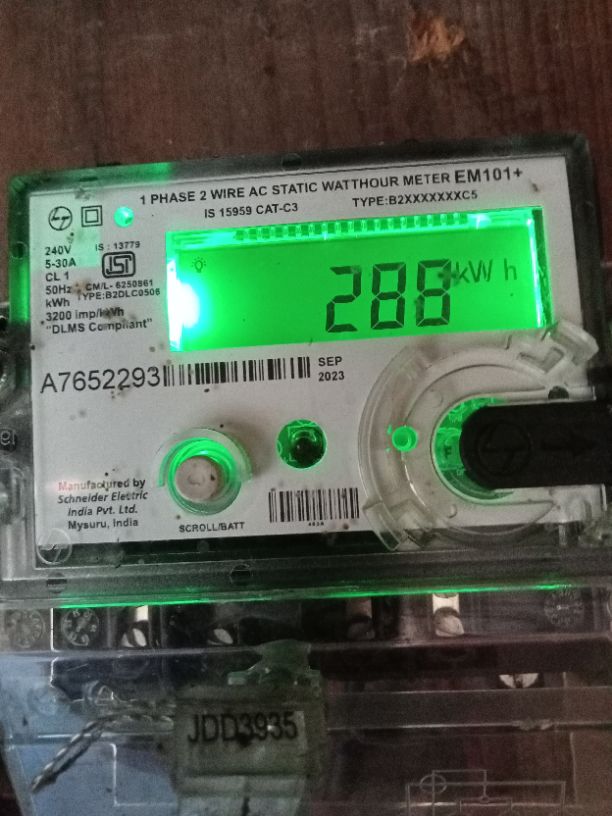 1 PHASE 2 WIRE AC STATIC WATTHOUR METER EM101+
IS 15959 CAT-C3 TYPE:B2XXXXXXXC5
240V IS : 13779
5-30A
CL 1
50Hz CM/L- 6250861
kWh TYPE:B2DLC0506
3200 imp/kWh
"DLMS Compliant"
288 kW h
A7652293
SEP
2023
Manufactured by
Schneider Electric
India Pvt. Ltd.
Mysuru, India
SCROLL/BATT
JDD3935